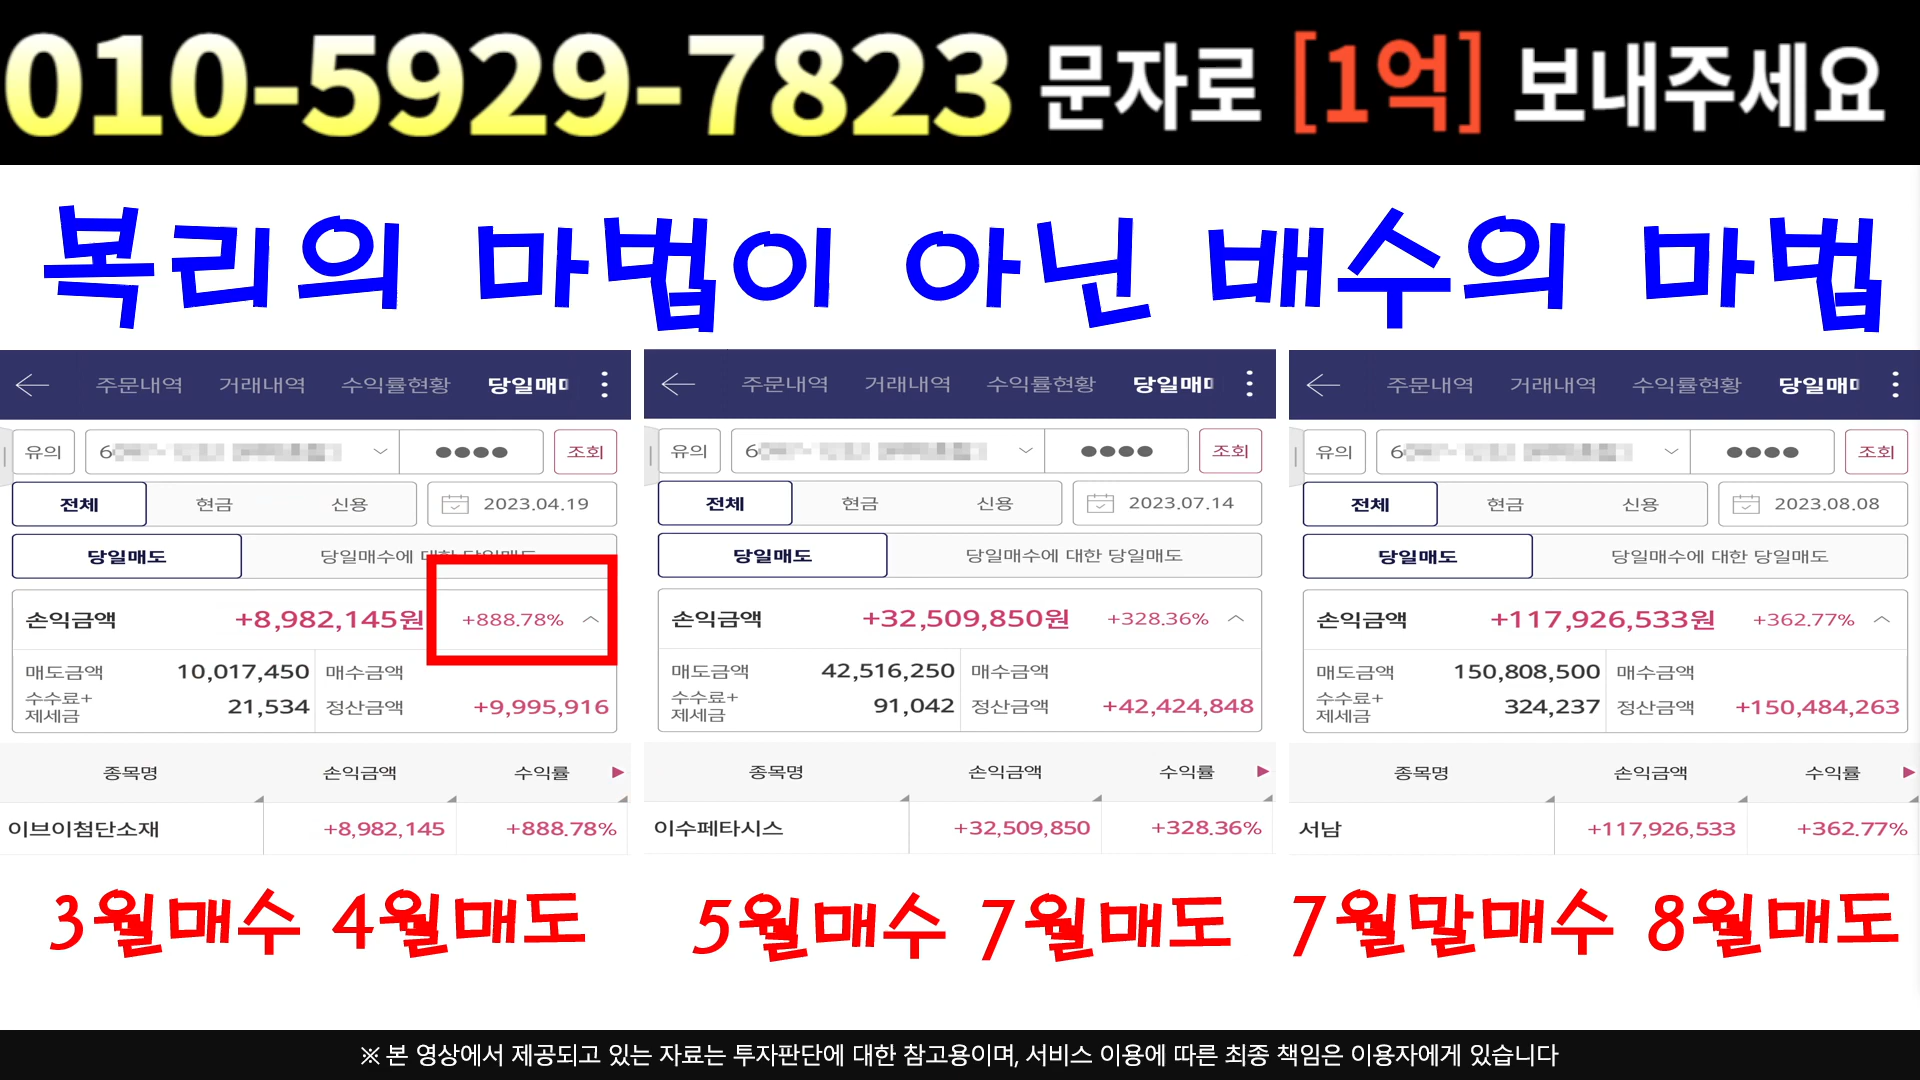 010-5929-7823 문자로 [1억] 보내주세요
복리의 마법이 아닌 배수의 마법
주문내역 거래내역 수익률현황 당일매
유의 6 ●●●● 조회
전체 현금 신용 2023.04.19
당일매도 당일매수에 대한 당일매도
손익금액 +8,982,145원 +888.78%
매도금액 10,017,450 매수금액
수수료+
제세금 21,534 정산금액 +9,995,916
종목명 손익금액 수익률
이브이첨단소재 +8,982,145 +888.78%
3월매수 4월매도
주문내역 거래내역 수익률현황 당일매
유의 6 ●●●● 조회
전체 현금 신용 2023.07.14
당일매도 당일매수에 대한 당일매도
손익금액 +32,509,850원 +328.36%
매도금액 42,516,250 매수금액
수수료+
제세금 91,042 정산금액 +42,424,848
종목명 손익금액 수익률
이수페타시스 +32,509,850 +328.36%
5월매수 7월매도
주문내역 거래내역 수익률현황 당일매
유의 6 ●●●● 조회
전체 현금 신용 2023.08.08
당일매도 당일매수에 대한 당일매도
손익금액 +117,926,533원 +362.77%
매도금액 150,808,500 매수금액
수수료+
제세금 324,237 정산금액 +150,484,263
종목명 손익금액 수익률
서남 +117,926,533 +362.77%
7월말매수 8월매도
※ 본 영상에서 제공되고 있는 자료는 투자판단에 대한 참고용이며, 서비스 이용에 따른 최종 책임은 이용자에게 있습니다